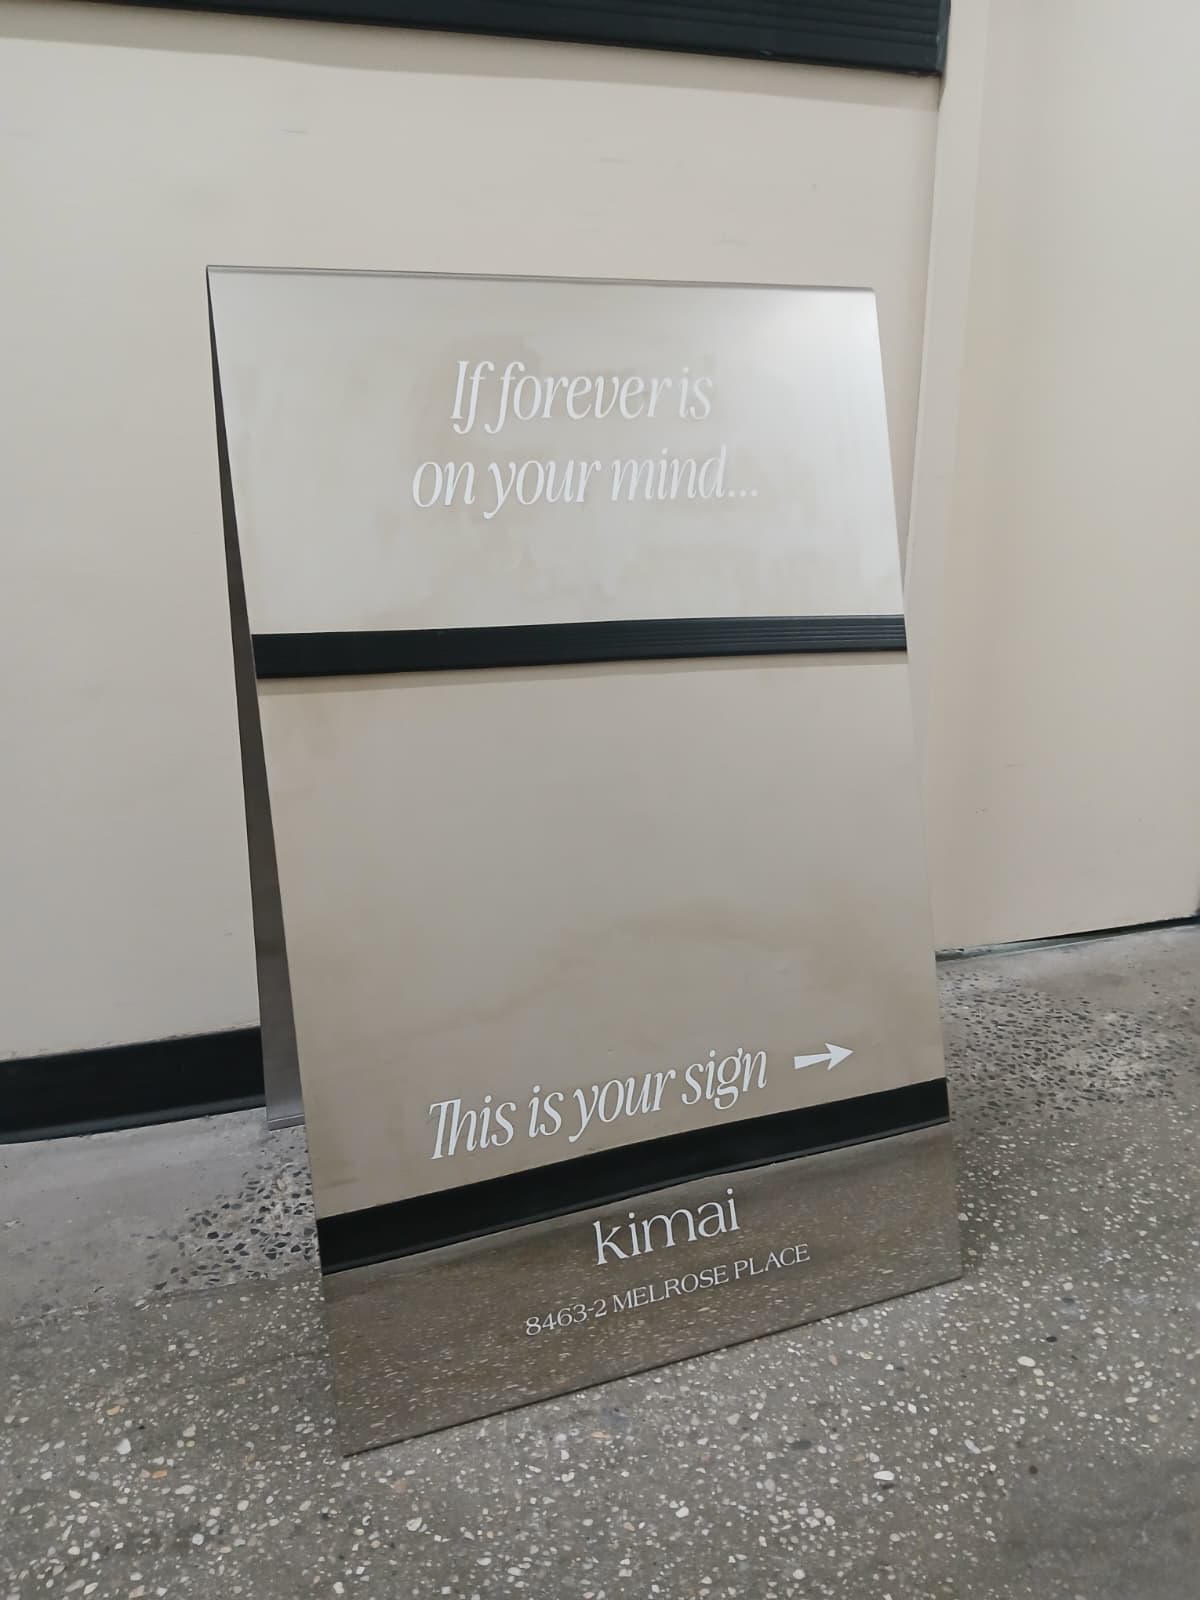 If forever is
on your mind...
This is your sign →
kimai
8463-2 MELROSE PLACE